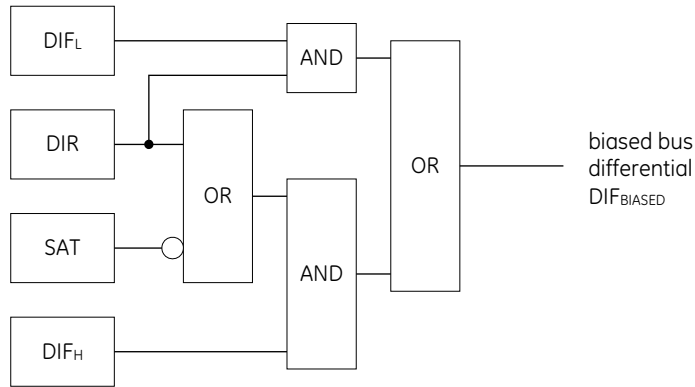 DIFL
AND
DIR
OR
OR
biased bus
differential
DIFBIASED
SAT
AND
DIFH